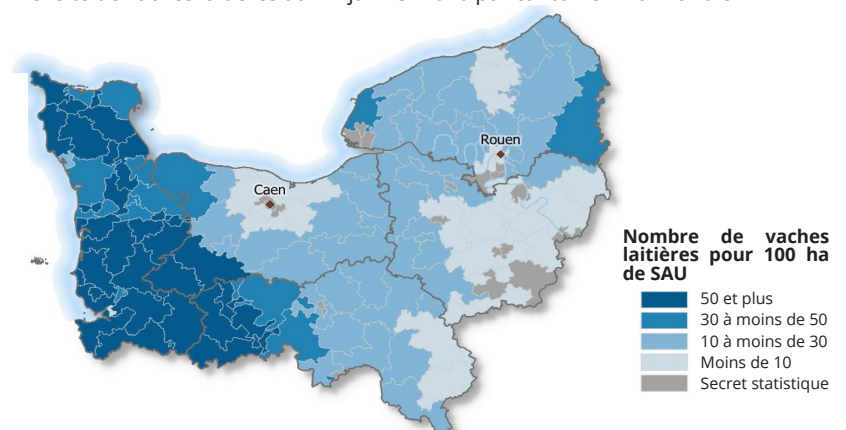 Rouen
Caen
Nombre de vaches
laitières pour 100 ha
de SAU
50 et plus
30 à moins de 50
10 à moins de 30
Moins de 10
Secret statistique